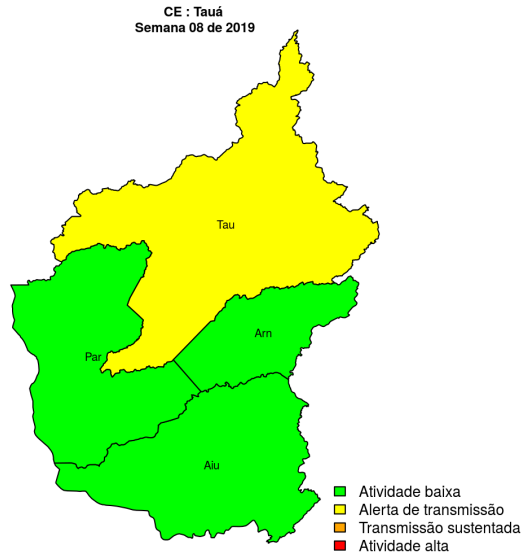 CE : Tauá
Semana 08 de 2019
Tau
Arn
Par
Aiu
Atividade baixa
Alerta de transmissão
Transmissão sustentada
Atividade alta